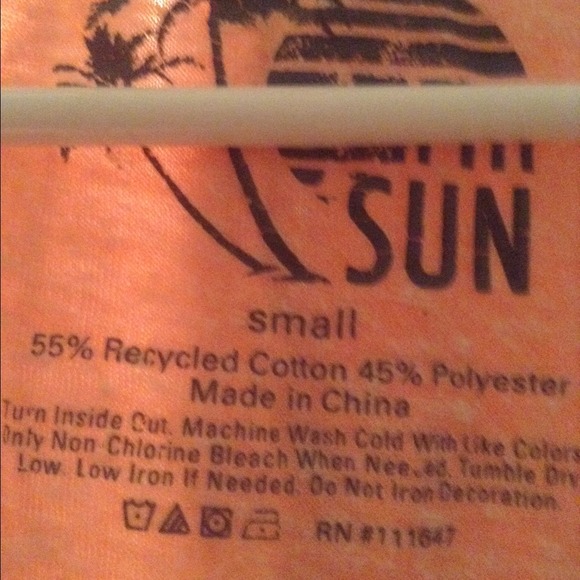 SUN
small
55% Recycled Cotton 45% Polyester
Made in China
Turn Inside Out. Machine Wash Cold With Like Colors
Only Non-Chlorine Bleach When Needed. Tumble Dry
Low. Low Iron If Needed. Do Not Iron Decoration.
RN #111647